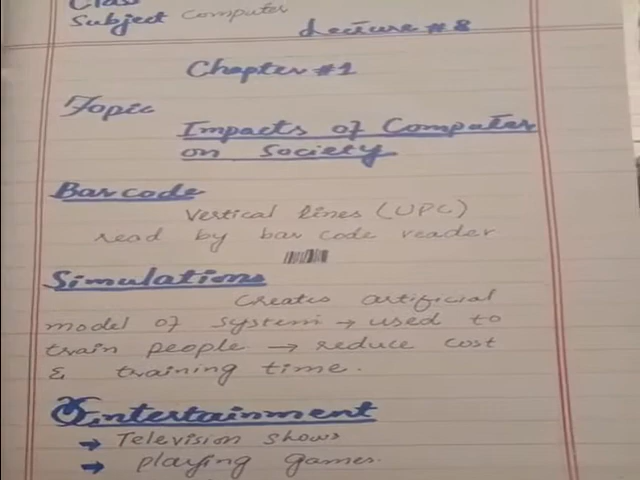 Class
Subject Computer
Lecture #8
Chapter #1
Topic
Impacts of Computer
on Society
Barcode
Vertical lines (UPC)
read by bar code reader
Simulations
Creates artificial
model of system → used to
train people → reduce cost
& training time.
Entertainment
→ Television shows
→ playing games.